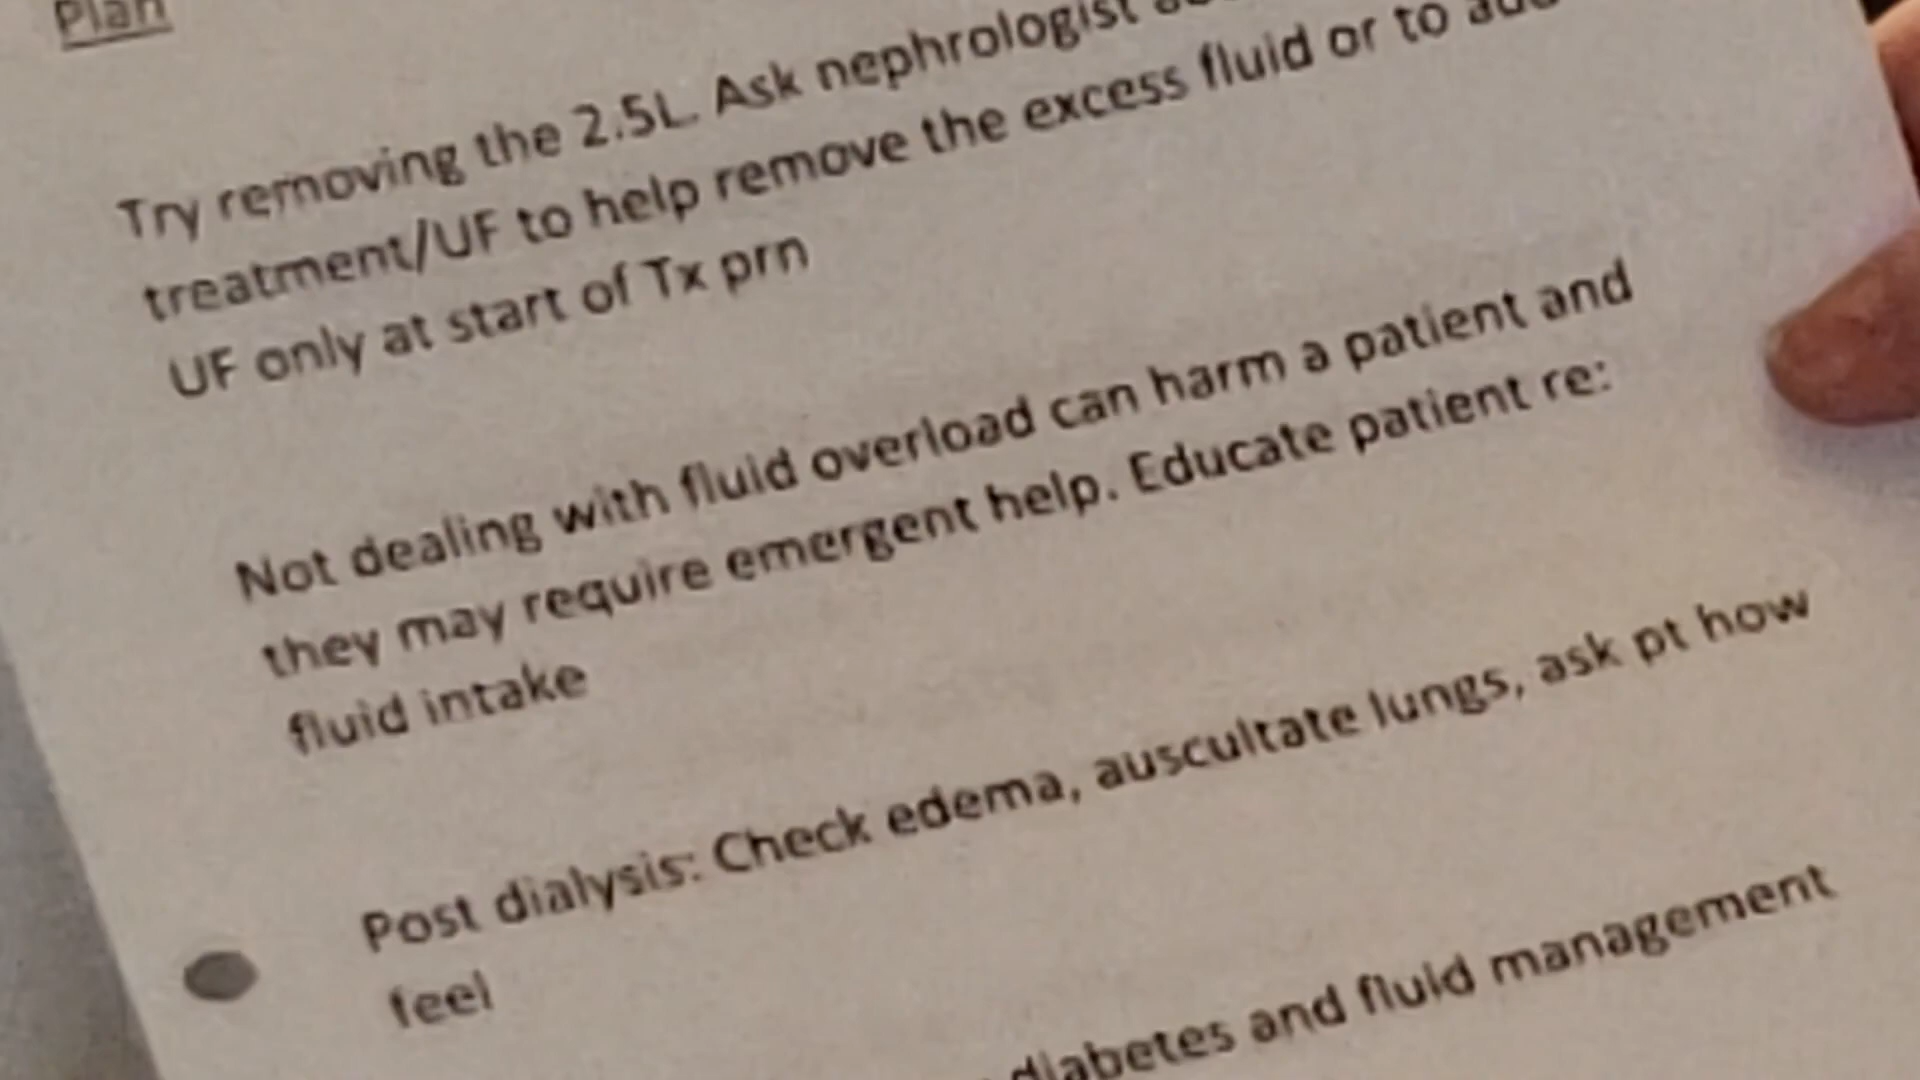 Plan
Try removing the 2.5L. Ask nephrologist
treatment/UF to help remove the excess fluid or to add
UF only at start of Tx prn
Not dealing with fluid overload can harm a patient and
they may require emergent help. Educate patient re:
fluid intake
Post dialysis: Check edema, auscultate lungs, ask pt how
feel
diabetes and fluid management